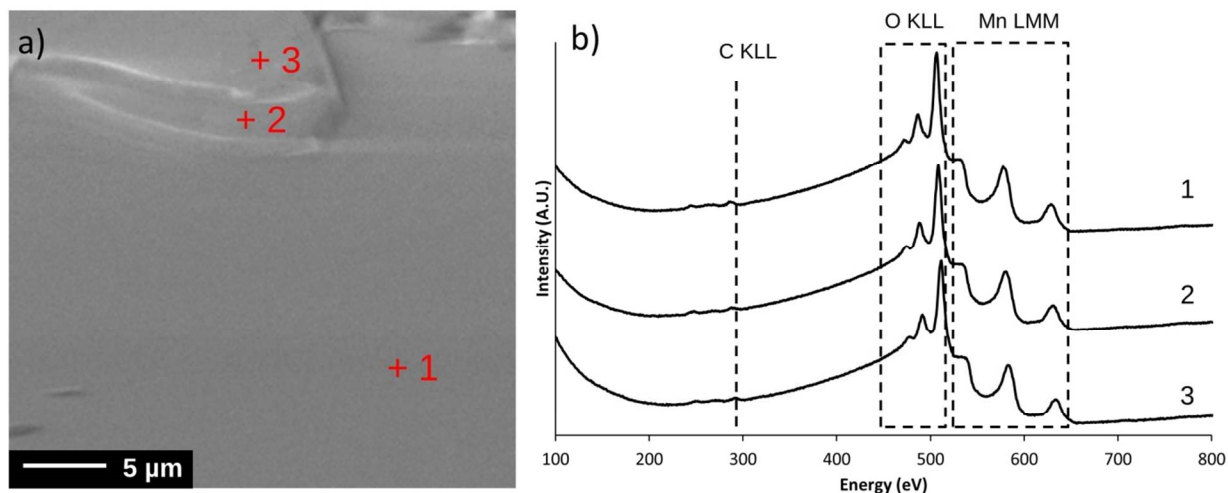 a)
+ 3
+ 2
+ 1
5 µm
b)
C KLL
O KLL
Mn LMM
1
2
3
Intensity (A.U.)
100 200 300 400 500 600 700 800
Energy (eV)